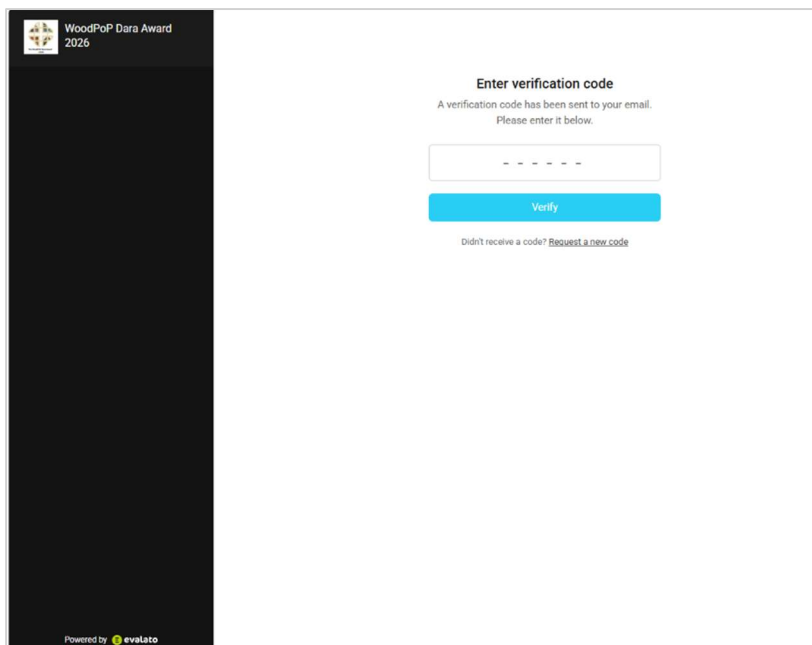 WoodPoP Dara Award
2026
Enter verification code
A verification code has been sent to your email.
Please enter it below.
- - - - - -
Verify
Didn't receive a code? Request a new code
Powered by evalato